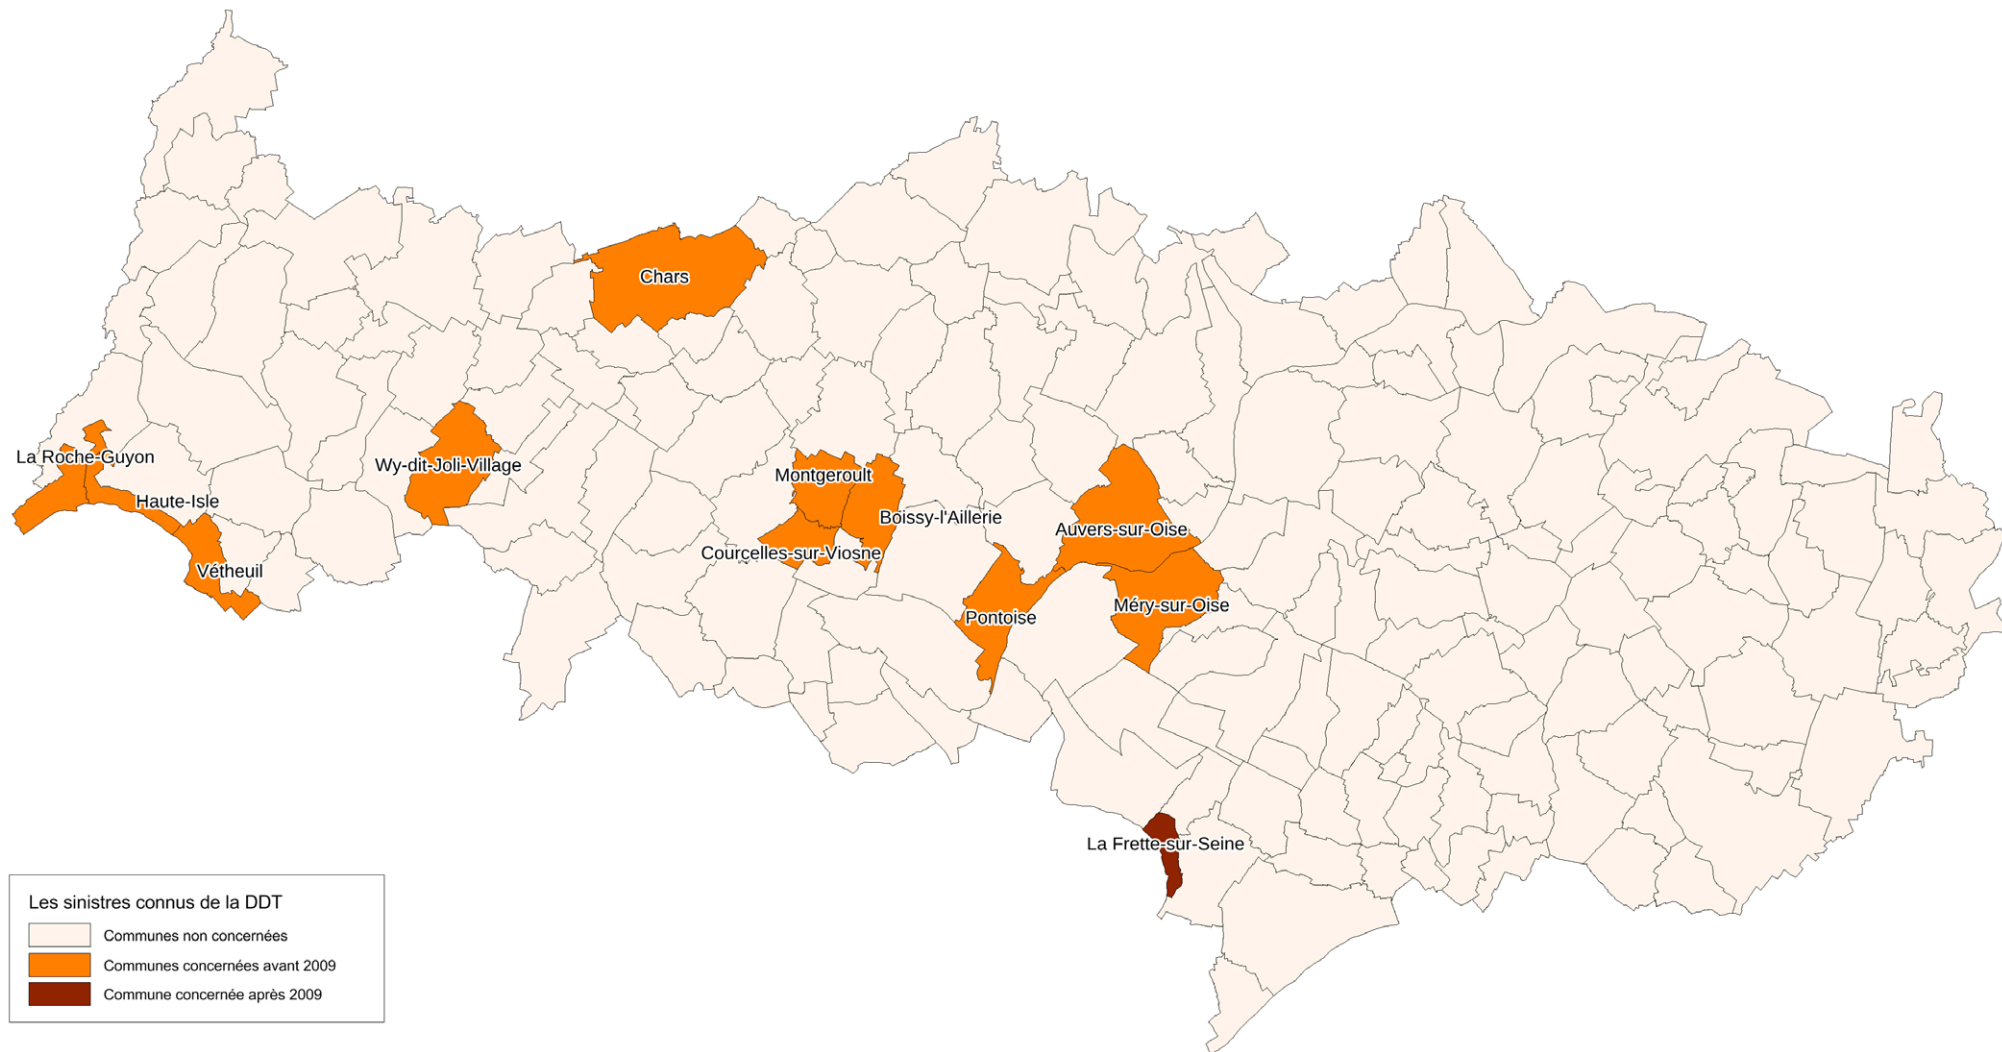 Chars
La Roche-Guyon
Wy-dit-Joli-Village
Montgeroult
Haute-Isle
Boissy-l'Aillerie
Auvers-sur-Oise
Courcelles-sur-Viosne
Vétheuil
Méry-sur-Oise
Pontoise
La Frette-sur-Seine
Les sinistres connus de la DDT
Communes non concernées
Communes concernées avant 2009
Commune concernée après 2009